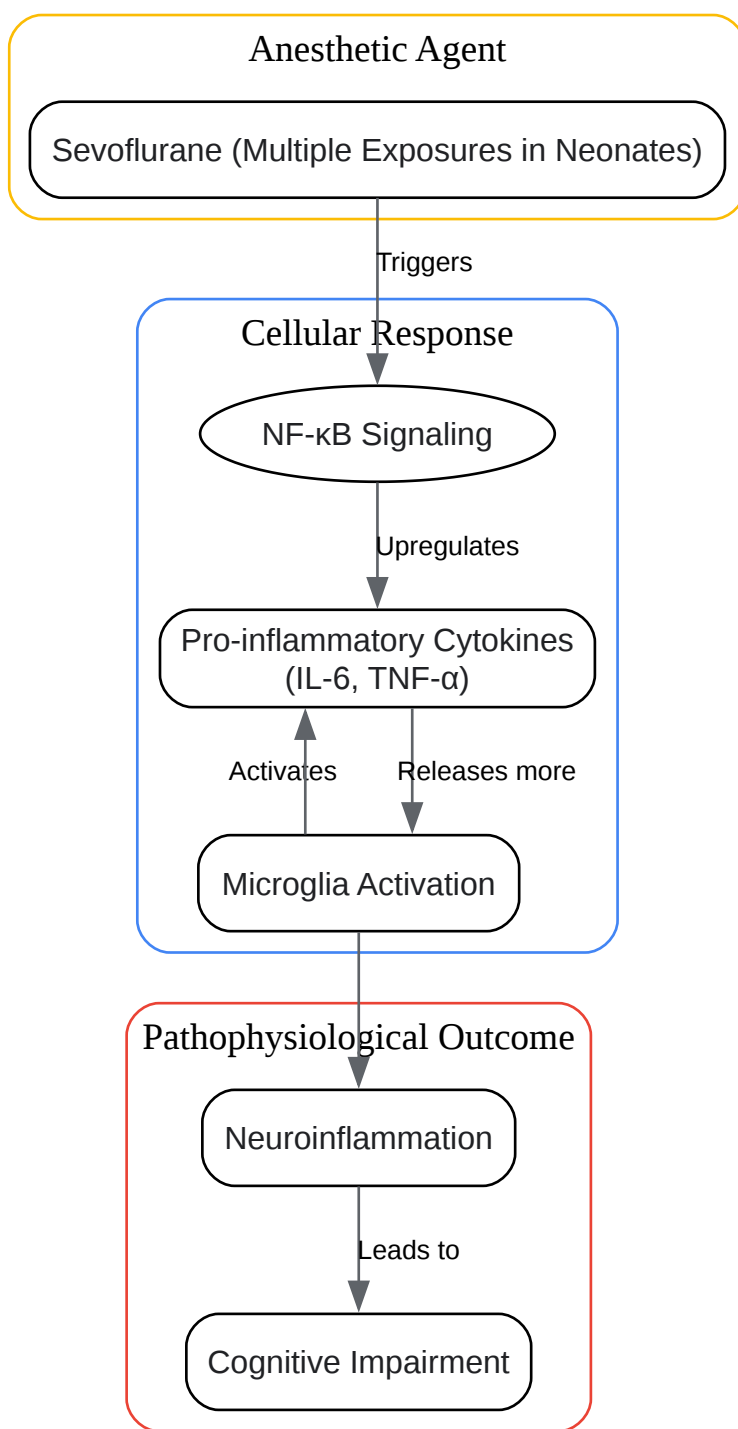 Anesthetic Agent
Sevoflurane (Multiple Exposures in Neonates)
Triggers
Cellular Response
NF-κB Signaling
Upregulates
Pro-inflammatory Cytokines
(IL-6, TNF-α)
Activates
Releases more
Microglia Activation
Pathophysiological Outcome
Neuroinflammation
Leads to
Cognitive Impairment